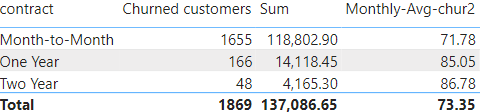 contract Churned customers Sum Monthly-Avg-chur2
Month-to-Month 1655 118,802.90 71.78
One Year 166 14,118.45 85.05
Two Year 48 4,165.30 86.78
Total 1869 137,086.65 73.35